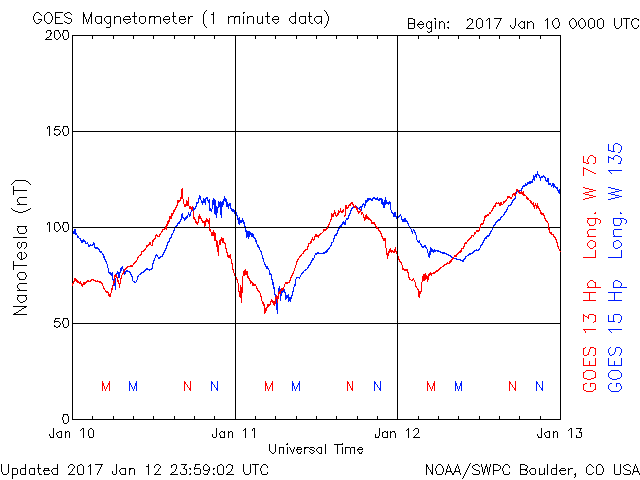 GOES Magnetometer (1 minute data)
Begin: 2017 Jan 10 0000 UTC
200
150
100
50
0
NanoTesla (nT)
M M N N M M N N M M N N
Jan 10 Jan 11 Jan 12 Jan 13
Universal Time
GOES 13 Hp Long. W 75
GOES 15 Hp Long. W 135
Updated 2017 Jan 12 23:59:02 UTC
NOAA/SWPC Boulder, CO USA